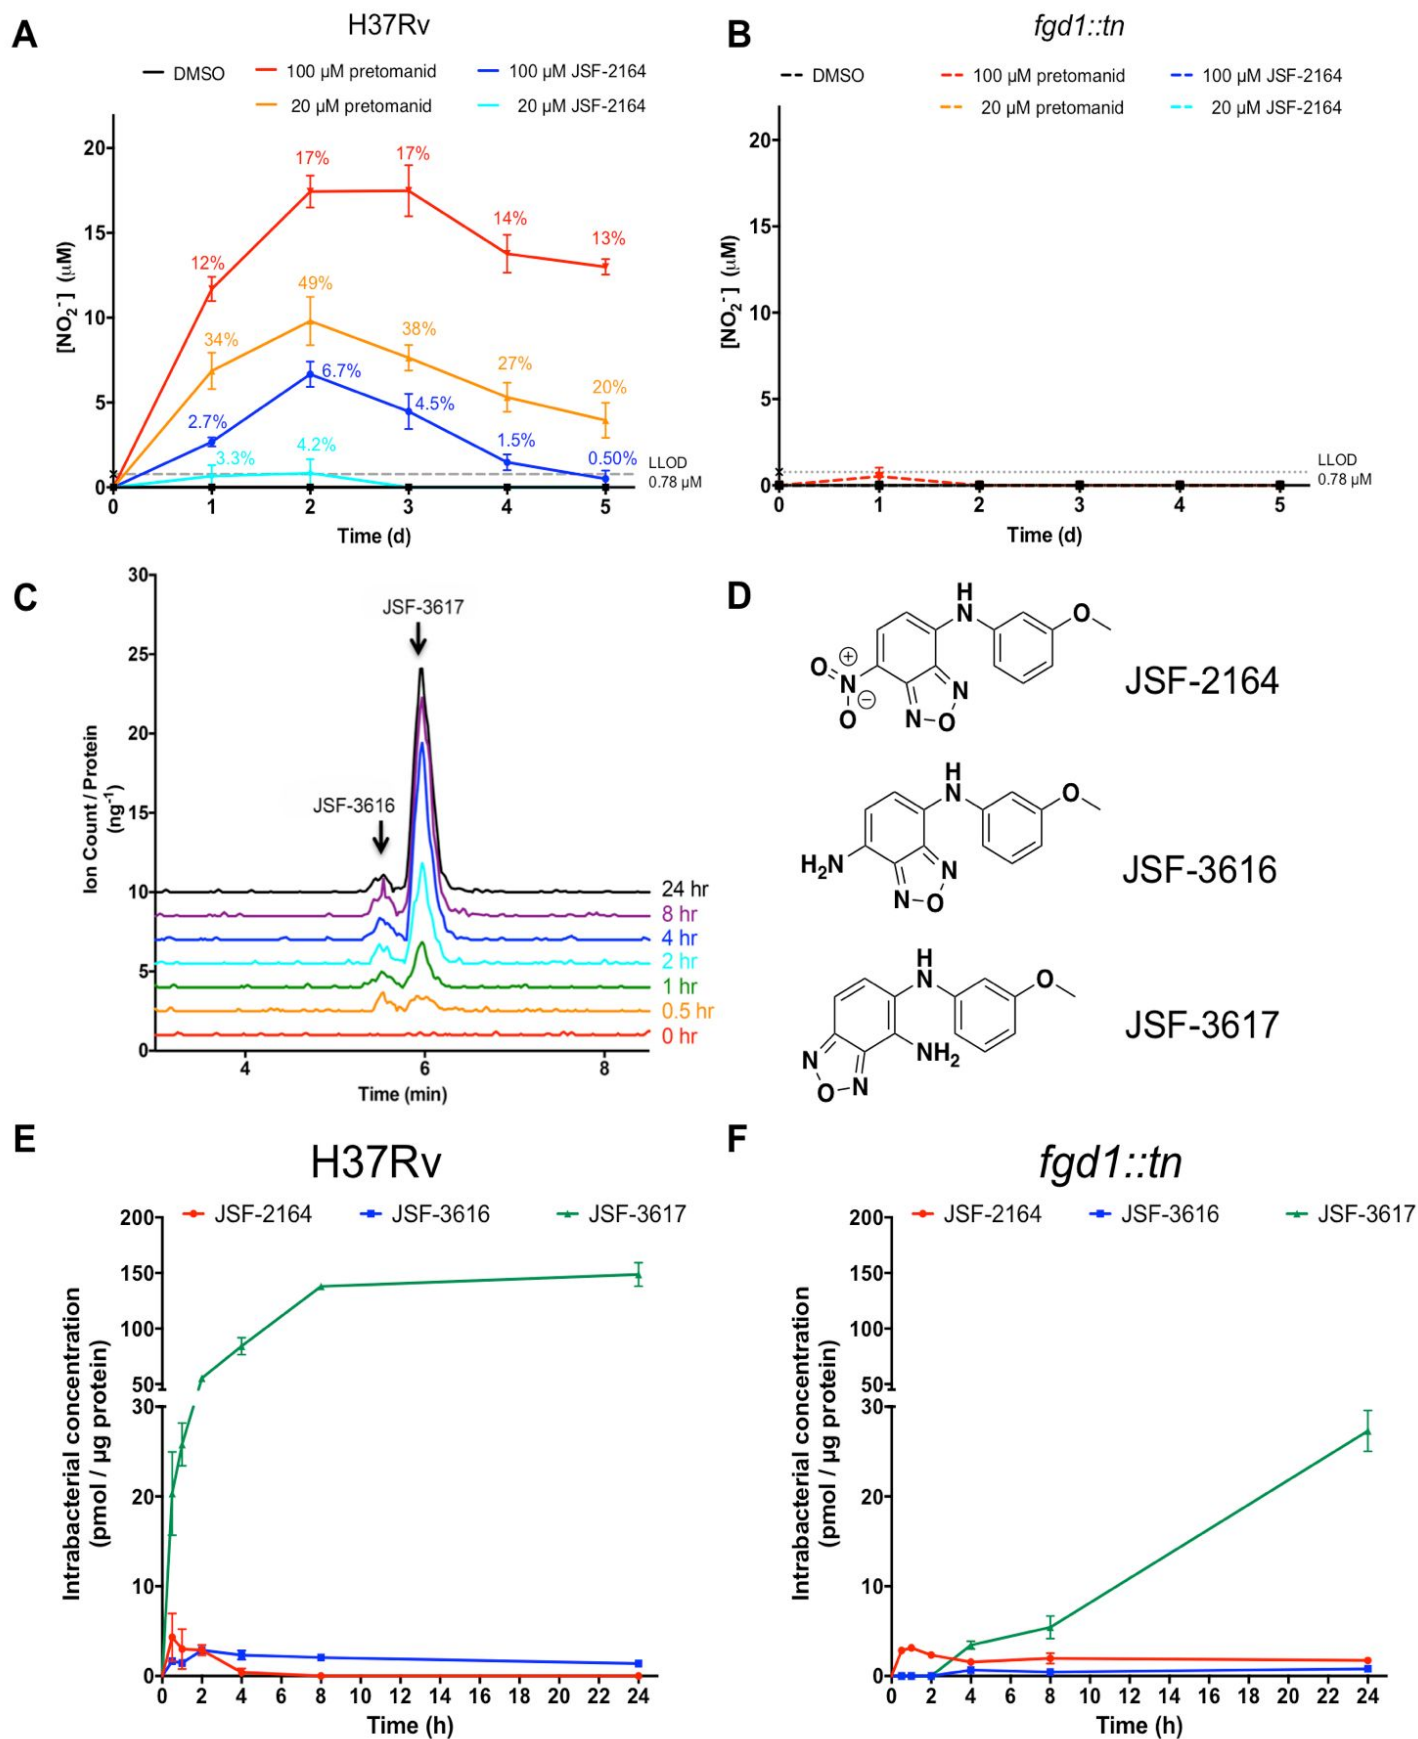 A
H37Rv
DMSO
100 μM pretomanid
100 μM JSF-2164
20 μM pretomanid
20 μM JSF-2164
[NO2-] (μM)
20
15
10
5
0
12%
17%
17%
14%
13%
34%
49%
38%
27%
20%
2.7%
6.7%
4.5%
1.5%
0.50%
3.3%
4.2%
LLOD
0.78 μM
0 1 2 3 4 5
Time (d)
B
fgd1::tn
DMSO
100 μM pretomanid
100 μM JSF-2164
20 μM pretomanid
20 μM JSF-2164
[NO2-] (μM)
20
15
10
5
0
LLOD
0.78 μM
0 1 2 3 4 5
Time (d)
C
Ion Count / Protein
(ng-1)
30
25
20
15
10
5
0
JSF-3617
JSF-3616
24 hr
8 hr
4 hr
2 hr
1 hr
0.5 hr
0 hr
4 6 8
Time (min)
D
H
N
O
O
+
N
−
O
N
N
O
JSF-2164
H
N
O
H2N
N
N
O
JSF-3616
H
N
O
NH2
N
N
O
JSF-3617
E
H37Rv
JSF-2164
JSF-3616
JSF-3617
Intrabacterial concentration
(pmol / μg protein)
200
150
100
50
30
20
10
0
0 2 4 6 8 10 12 14 16 18 20 22 24
Time (h)
F
fgd1::tn
JSF-2164
JSF-3616
JSF-3617
Intrabacterial concentration
(pmol / μg protein)
200
150
100
50
30
20
10
0
0 2 4 6 8 10 12 14 16 18 20 22 24
Time (h)